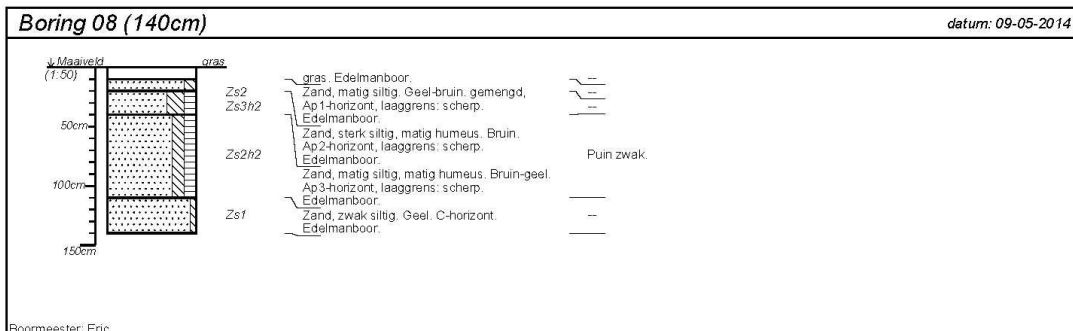 Boring 08 (140cm)
datum: 09-05-2014
↓ Maaiveld
gras
(1:50)
gras. Edelmanboor.
--
Zs2
Zand, matig siltig. Geel-bruin. gemengd,
--
Zs3h2
Ap1-horizont, laaggrens: scherp.
--
Edelmanboor.
50cm
Zand, sterk siltig, matig humeus. Bruin.
Ap2-horizont, laaggrens: scherp.
Zs2h2
Edelmanboor.
Puin zwak.
Zand, matig siltig, matig humeus. Bruin-geel.
100cm
Ap3-horizont, laaggrens: scherp.
Edelmanboor.
Zs1
Zand, zwak siltig. Geel. C-horizont.
--
Edelmanboor.
150cm
Boormeester: Eric